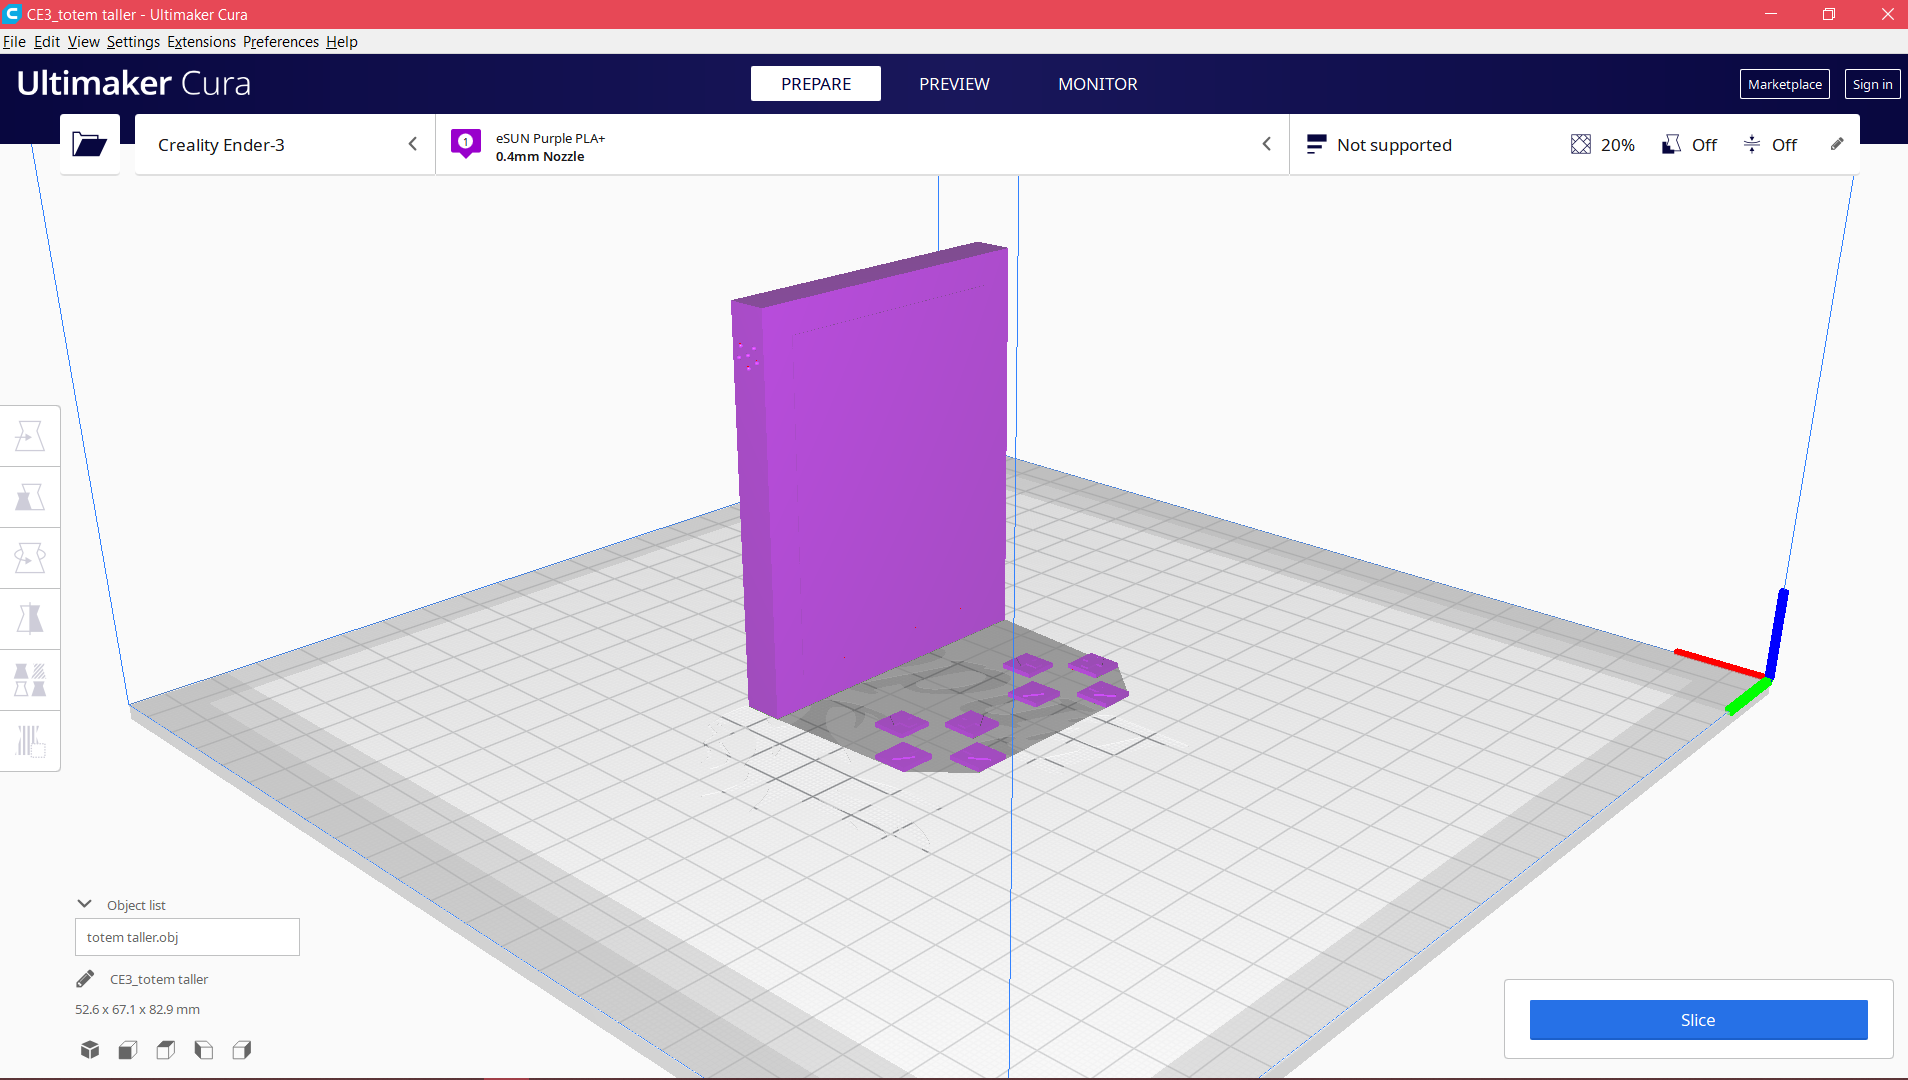 CE3_totem taller - Ultimaker Cura
File Edit View Settings Extensions Preferences Help
Ultimaker Cura
PREPARE
PREVIEW
MONITOR
Marketplace
Sign in
Creality Ender-3
1
eSUN Purple PLA+
0.4mm Nozzle
Not supported
20%
Off
Off
Object list
totem taller.obj
CE3_totem taller
52.6 x 67.1 x 82.9 mm
Slice